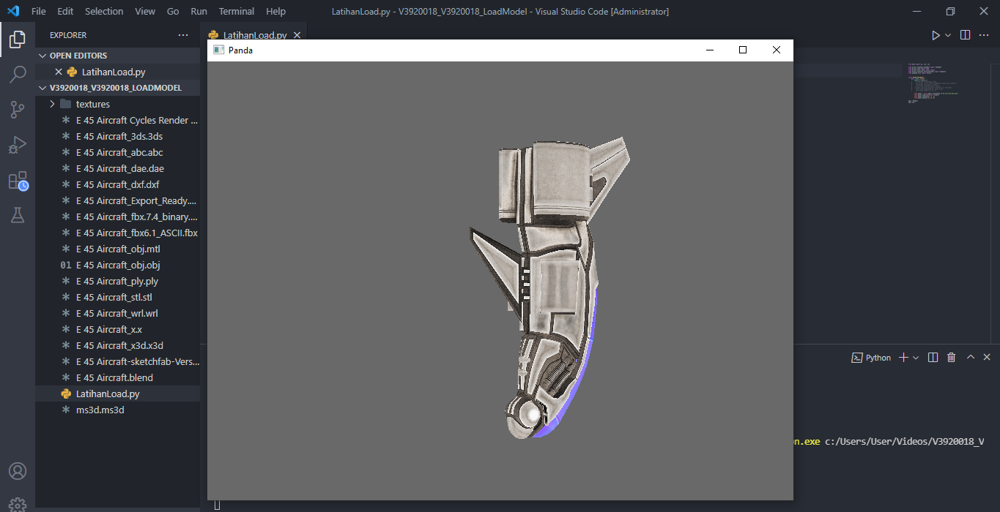 File Edit Selection View Go Run Terminal Help
LatihanLoad.py - V3920018_V3920018_LoadModel - Visual Studio Code [Administrator]
EXPLORER
LatihanLoad.py
OPEN EDITORS
LatihanLoad.py
V3920018_V3920018_LOADMODEL
textures
E 45 Aircraft Cycles Render ...
E 45 Aircraft_3ds.3ds
E 45 Aircraft_abc.abc
E 45 Aircraft_dae.dae
E 45 Aircraft_dxf.dxf
E 45 Aircraft_Export_Ready....
E 45 Aircraft_fbx.7.4_binary....
E 45 Aircraft_fbx6.1_ASCII.fbx
E 45 Aircraft_obj.mtl
01 E 45 Aircraft_obj.obj
E 45 Aircraft_ply.ply
E 45 Aircraft_stl.stl
E 45 Aircraft_wrl.wrl
E 45 Aircraft_x.x
E 45 Aircraft_x3d.x3d
E 45 Aircraft-sketchfab-Vers...
E 45 Aircraft.blend
LatihanLoad.py
ms3d.ms3d
Panda
Python
n.exe c:/Users/User/Videos/V3920018_V